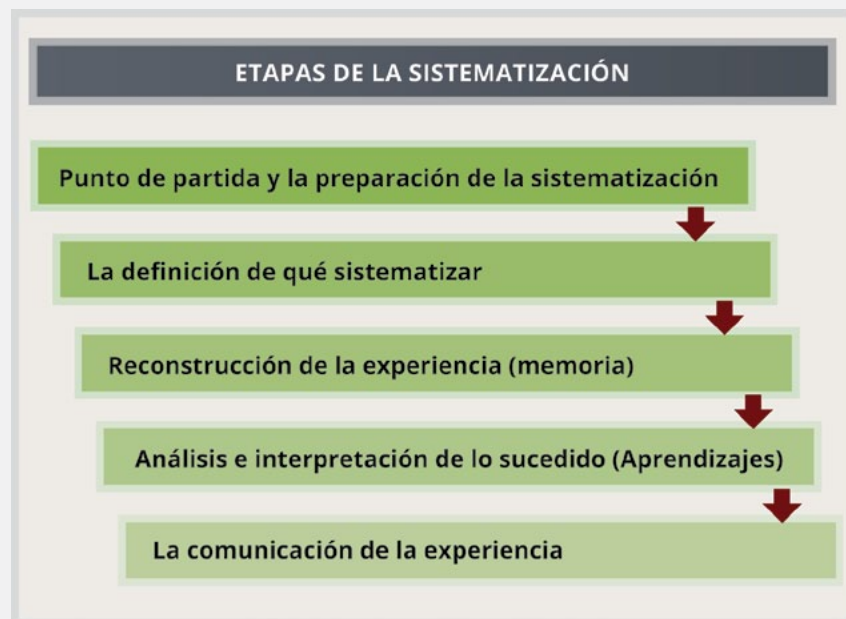 ETAPAS DE LA SISTEMATIZACIÓN
Punto de partida y la preparación de la sistematización
La definición de qué sistematizar
Reconstrucción de la experiencia (memoria)
Análisis e interpretación de lo sucedido (Aprendizajes)
La comunicación de la experiencia